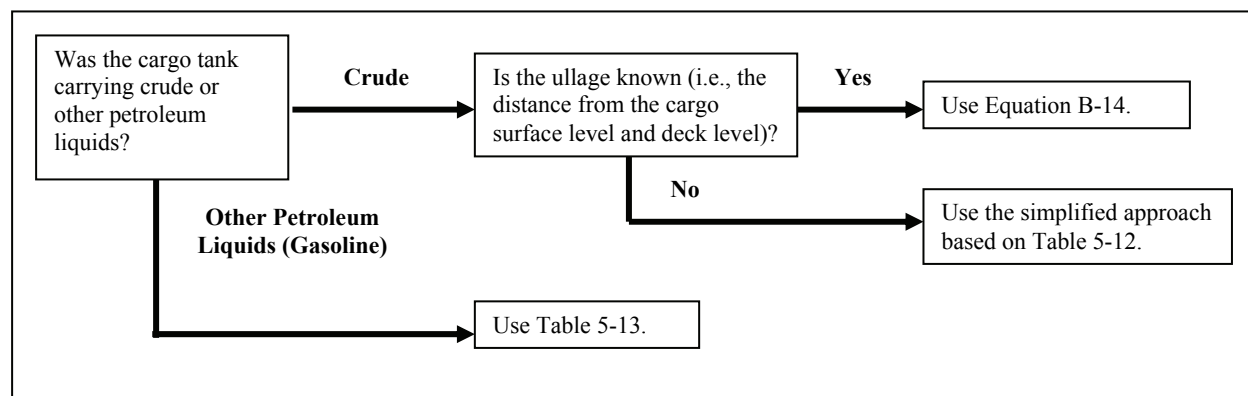 Was the cargo tank
carrying crude or
other petroleum
liquids?
Crude
Is the ullage known (i.e., the
distance from the cargo
surface level and deck level)?
Yes
Use Equation B-14.
No
Use the simplified approach
based on Table 5-12.
Other Petroleum
Liquids (Gasoline)
Use Table 5-13.